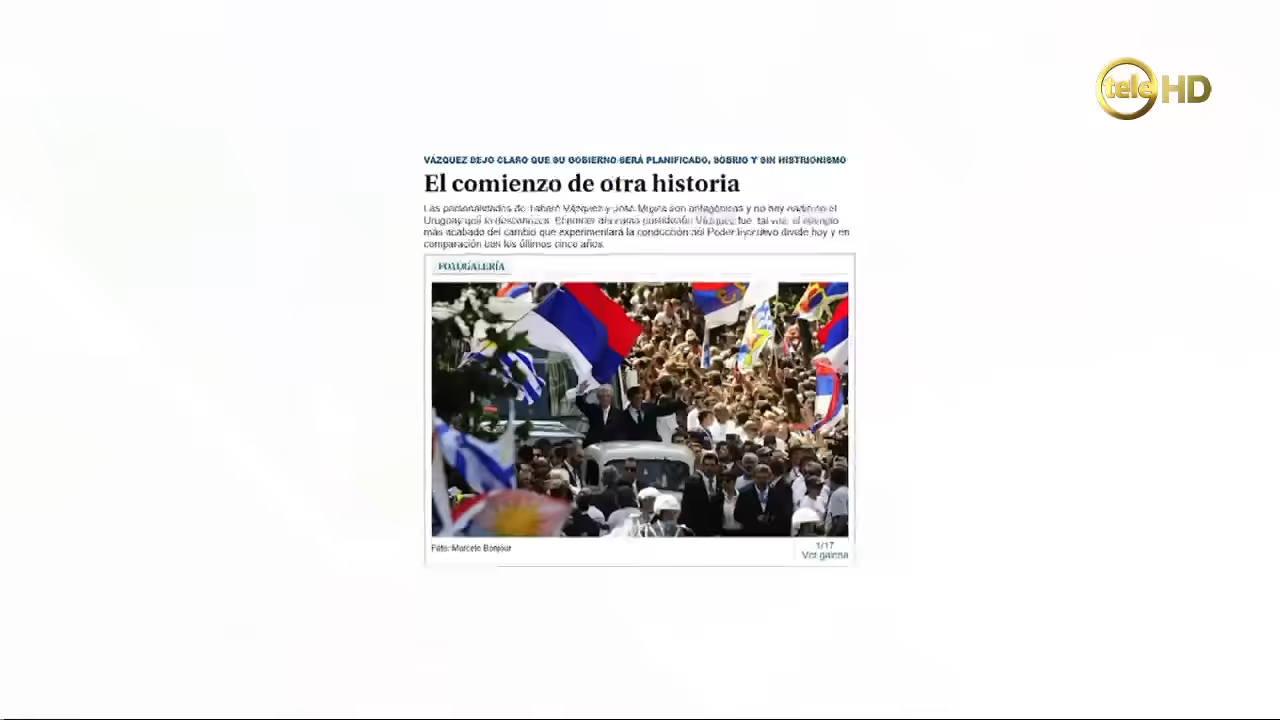 tele HD
VÁZQUEZ DEJO CLARO QUE SU GOBIERNO SERÁ PLANIFICADO, SOBRIO Y SIN HISTRIONISMO
El comienzo de otra historia
Las personalidades de Tabaré Vázquez y José Mujica son antagónicas y no hay nadie en el
Uruguay que lo desconozca. El primer día como presidente Vázquez fue, tal vez, el ejemplo
más acabado del cambio que experimentará la conducción del Poder Ejecutivo desde hoy y en
comparación con los últimos cinco años.
FOTOGALERÍA
Foto: Marcelo Bonjour
1/17
Ver galería